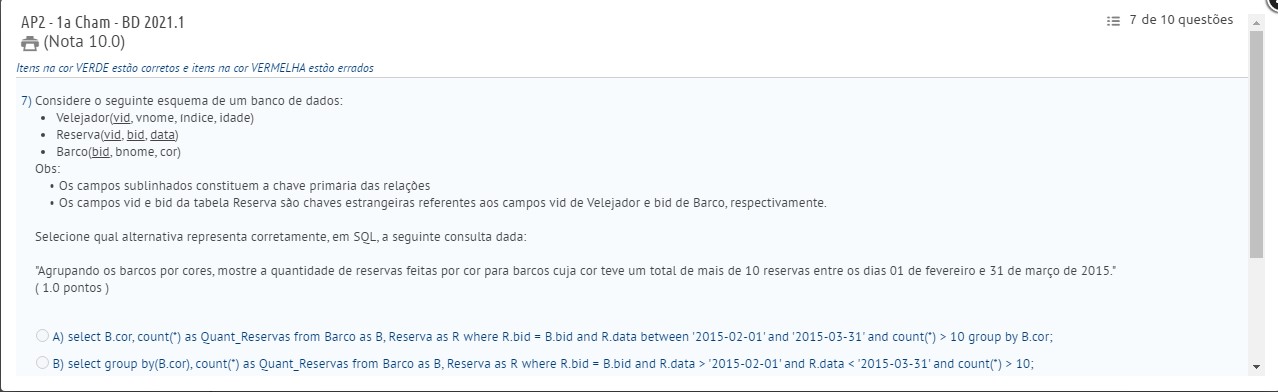 AP2 - 1a Cham - BD 2021.1
7 de 10 questões
(Nota 10.0)
Itens na cor VERDE estão corretos e itens na cor VERMELHA estão errados
7) Considere o seguinte esquema de um banco de dados:
• Velejador(vid, vnome, índice, idade)
• Reserva(vid, bid, data)
• Barco(bid, bnome, cor)
Obs:
• Os campos sublinhados constituem a chave primária das relações
• Os campos vid e bid da tabela Reserva são chaves estrangeiras referentes aos campos vid de Velejador e bid de Barco, respectivamente.
Selecione qual alternativa representa corretamente, em SQL, a seguinte consulta dada:
"Agrupando os barcos por cores, mostre a quantidade de reservas feitas por cor para barcos cuja cor teve um total de mais de 10 reservas entre os dias 01 de fevereiro e 31 de março de 2015."
( 1.0 pontos )
A) select B.cor, count(*) as Quant_Reservas from Barco as B, Reserva as R where R.bid = B.bid and R.data between '2015-02-01' and '2015-03-31' and count(*) > 10 group by B.cor;
B) select group by(B.cor), count(*) as Quant_Reservas from Barco as B, Reserva as R where R.bid = B.bid and R.data > '2015-02-01' and R.data < '2015-03-31' and count(*) > 10;